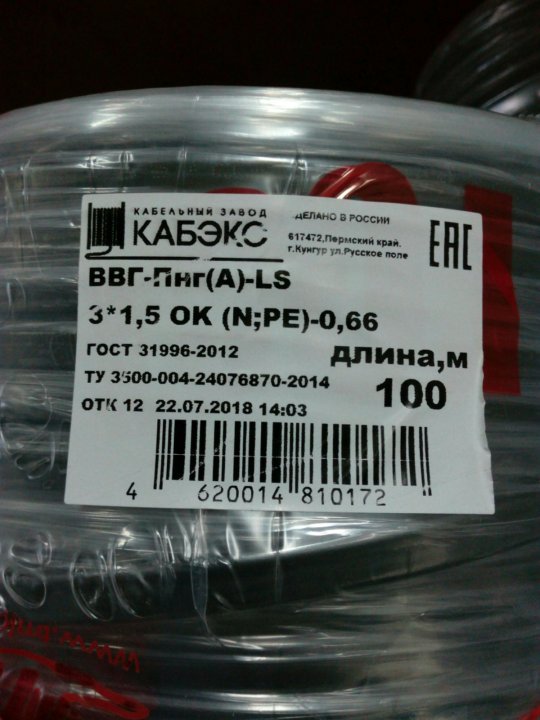 КАБЕЛЬНЫЙ ЗАВОД
КАБЭКС
СДЕЛАНО В РОССИИ
617472,Пермский край.
г.Кунгур ул.Русское поле
EAC
ВВГ-Пнг(А)-LS
3*1,5 ОК (N;PE)-0,66
ГОСТ 31996-2012
длина,м
ТУ 3500-004-24076870-2014
100
ОТК 12 22.07.2018 14:03
4 620014 810172